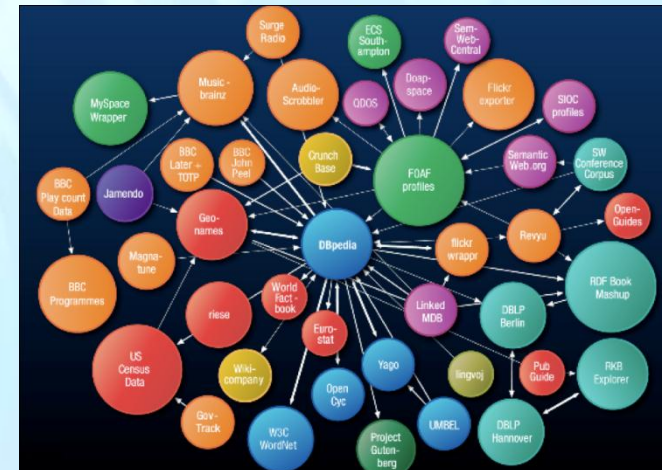 Surge
Radio
ECS
South-
ampton
Sem-
Web-
Central
Music-
brainz
Audio-
Scrobbler
Doap-
space
Flickr
exporter
MySpace
Wrapper
QDOS
SIOC
profiles
BBC
Later +
TOTP
BBC
John
Peel
Crunch
Base
FOAF
profiles
Semantic
Web.org
SW
Conference
Corpus
BBC
Play count
Data
Jamendo
Geo-
names
DBpedia
flickr
wrappr
Revyu
Open-
Guides
Magna-
tune
BBC
Programmes
riese
World
Fact-
book
Linked
MDB
DBLP
Berlin
RDF Book
Mashup
US
Census
Data
Euro-
stat
Wiki-
company
Open
Cyc
Yago
lingvoj
Pub
Guide
RKB
Explorer
Gov-
Track
W3C
WordNet
Project
Guten-
berg
UMBEL
DBLP
Hannover